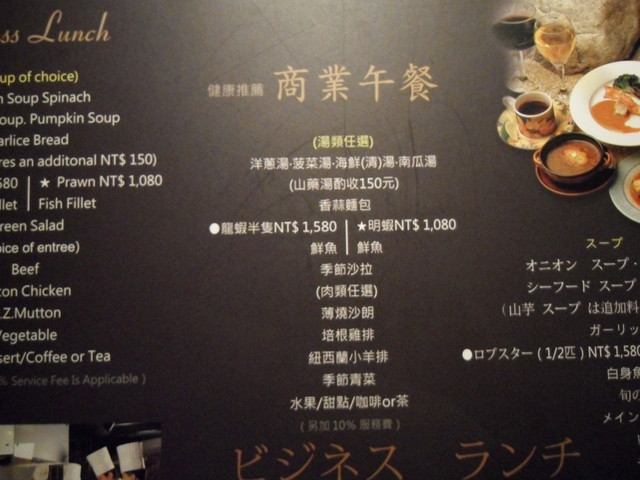 ss Lunch
up of choice)
n Soup Spinach
oup. Pumpkin Soup
arlice Bread
res an additonal NT$ 150)
580 | ★ Prawn NT$ 1,080
llet | Fish Fillet
reen Salad
oice of entree)
Beef
con Chicken
.Z.Mutton
Vegetable
sert/Coffee or Tea
% Service Fee Is Applicable )
健康推薦 商業午餐
(湯類任選)
洋蔥湯·菠菜湯·海鮮(清)湯·南瓜湯
(山藥湯酌收150元)
香蒜麵包
●龍蝦半隻NT$ 1,580 | ★明蝦NT$ 1,080
鮮魚 | 鮮魚
季節沙拉
(肉類任選)
薄燒沙朗
培根雞排
紐西蘭小羊排
季節青菜
水果/甜點/咖啡or茶
( 另加10% 服務費 )
ビジネス ランチ
スープ
オニオン スープ・
シーフード スープ
( 山芋 スープ は追加料
ガーリッ
●ロブスター ( 1/2匹 ) NT$ 1,580
白身魚
旬の
メイン